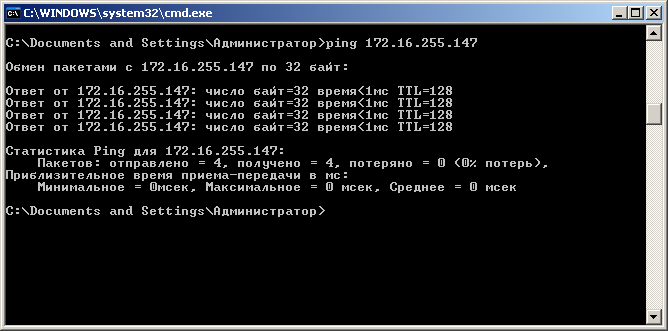 C:\WINDOWS\system32\cmd.exe
C:\Documents and Settings\Администратор>ping 172.16.255.147
Обмен пакетами с 172.16.255.147 по 32 байт:
Ответ от 172.16.255.147: число байт=32 время<1мс TTL=128
Ответ от 172.16.255.147: число байт=32 время<1мс TTL=128
Ответ от 172.16.255.147: число байт=32 время<1мс TTL=128
Ответ от 172.16.255.147: число байт=32 время<1мс TTL=128
Статистика Ping для 172.16.255.147:
Пакетов: отправлено = 4, получено = 4, потеряно = 0 (0% потерь),
Приблизительное время приема-передачи в мс:
Минимальное = 0мсек, Максимальное = 0 мсек, Среднее = 0 мсек
C:\Documents and Settings\Администратор>